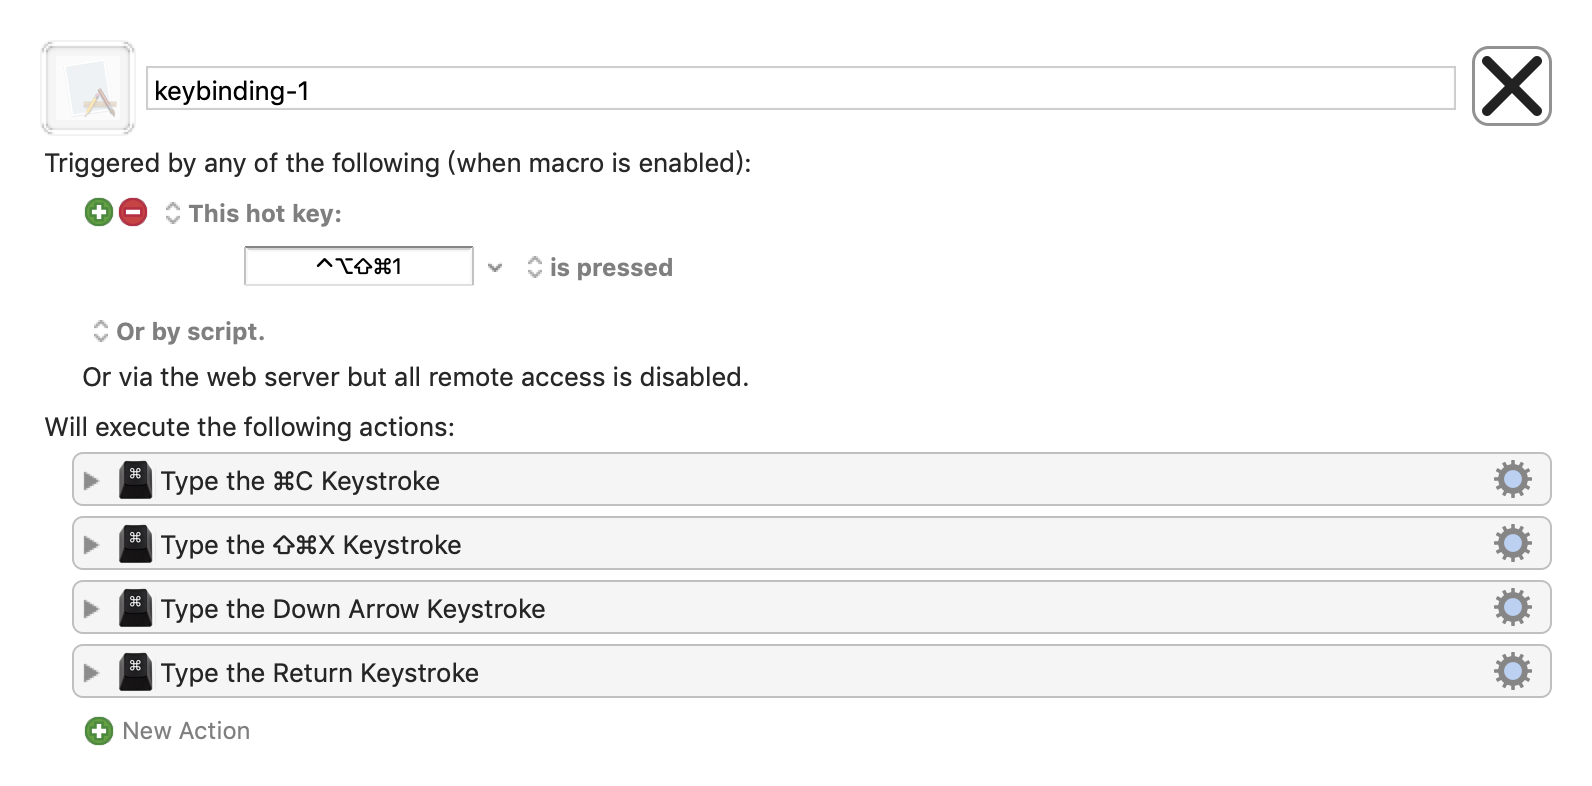 keybinding-1
Triggered by any of the following (when macro is enabled):
This hot key:
^⌥⇧⌘1
is pressed
Or by script.
Or via the web server but all remote access is disabled.
Will execute the following actions:
⌘ Type the ⌘C Keystroke
⌘ Type the ⇧⌘X Keystroke
⌘ Type the Down Arrow Keystroke
⌘ Type the Return Keystroke
New Action